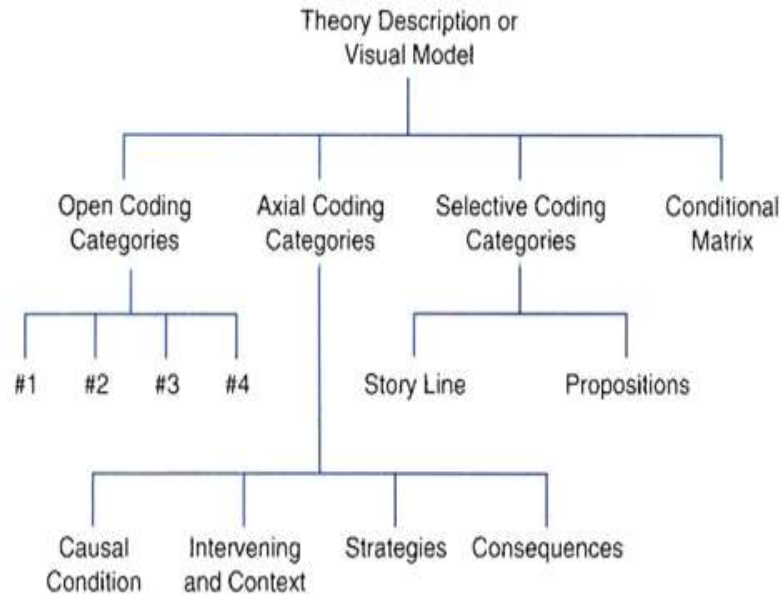 Theory Description or
Visual Model
Open Coding
Categories
Axial Coding
Categories
Selective Coding
Categories
Conditional
Matrix
#1
#2
#3
#4
Story Line
Propositions
Causal
Condition
Intervening
and Context
Strategies
Consequences